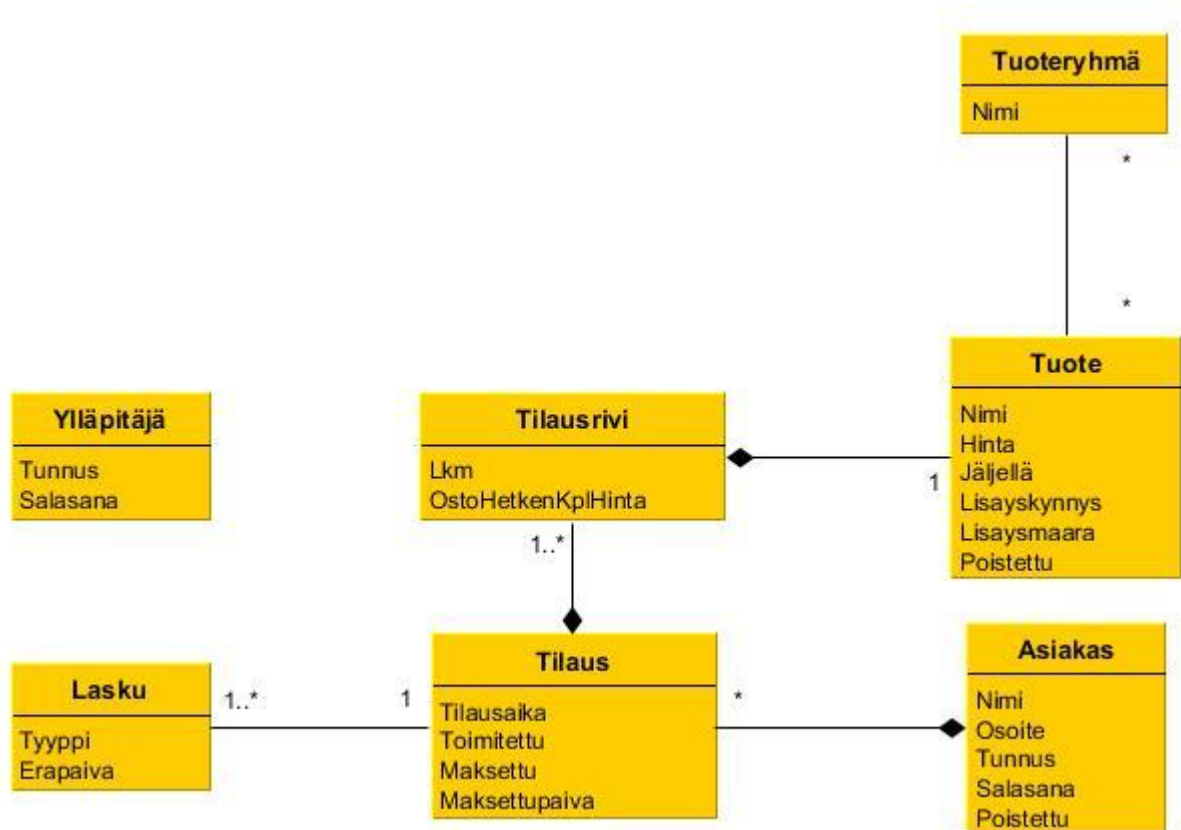 Tuoteryhmä
Nimi
*
*
Tuote
Nimi
Hinta
Jäljellä
Lisayskynnys
Lisaysmaara
Poistettu
Ylläpitäjä
Tunnus
Salasana
Tilausrivi
Lkm
OstoHetkenKplHinta
1
1..*
Lasku
Tyyppi
Erapaiva
1..*
1
Tilaus
Tilausaika
Toimitettu
Maksettu
Maksettupaiva
*
Asiakas
Nimi
Osoite
Tunnus
Salasana
Poistettu